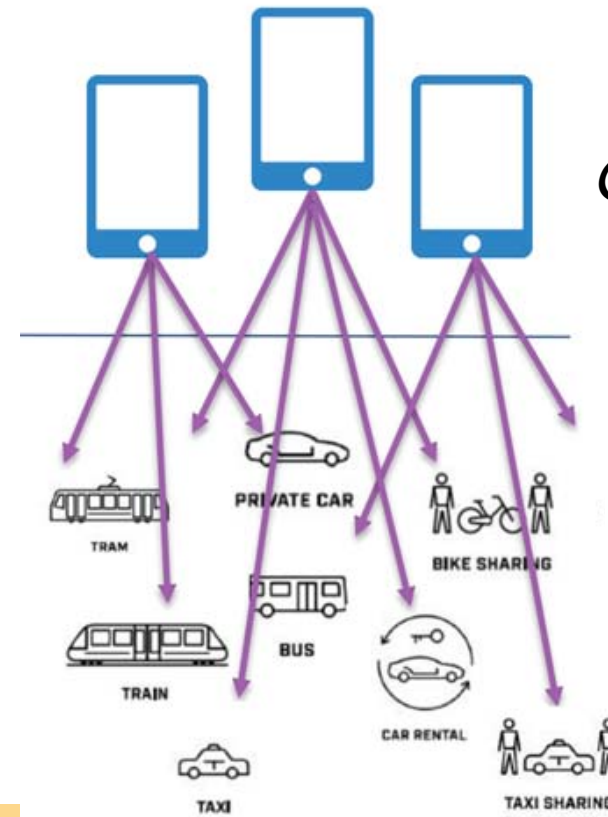 PRIVATE CAR
TRAM
BIKE SHARING
BUS
TRAIN
CAR RENTAL
TAXI
TAXI SHARING